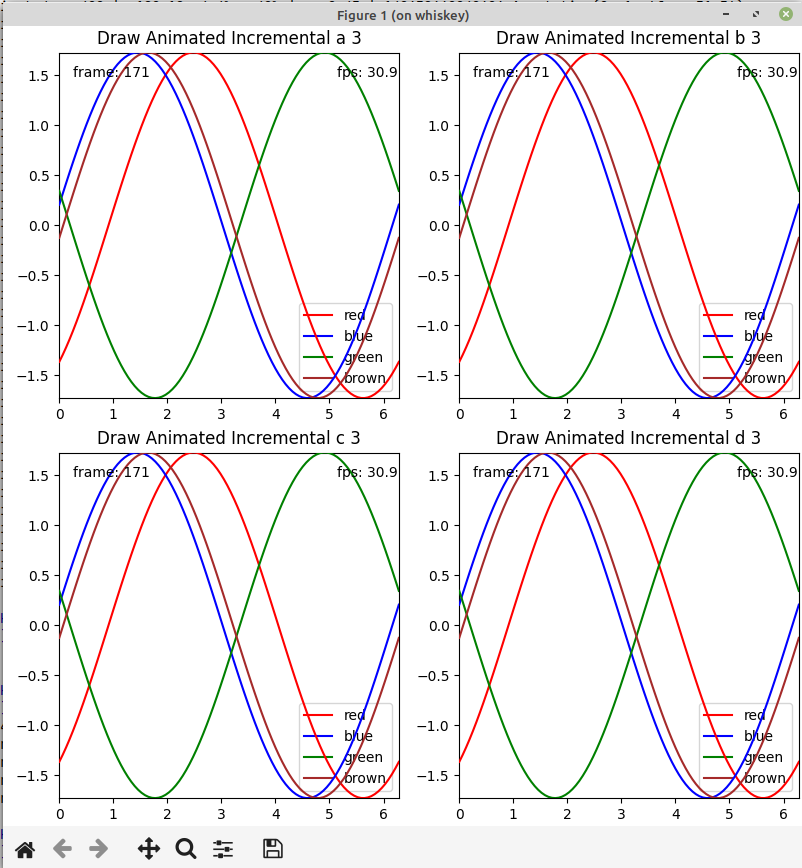 Figure 1 (on whiskey)
Draw Animated Incremental a 3
frame: 171
fps: 30.9
1.5
1.0
0.5
0.0
−0.5
−1.0
−1.5
red
blue
green
brown
0 1 2 3 4 5 6
Draw Animated Incremental b 3
frame: 171
fps: 30.9
1.5
1.0
0.5
0.0
−0.5
−1.0
−1.5
red
blue
green
brown
0 1 2 3 4 5 6
Draw Animated Incremental c 3
frame: 171
fps: 30.9
1.5
1.0
0.5
0.0
−0.5
−1.0
−1.5
red
blue
green
brown
0 1 2 3 4 5 6
Draw Animated Incremental d 3
frame: 171
fps: 30.9
1.5
1.0
0.5
0.0
−0.5
−1.0
−1.5
red
blue
green
brown
0 1 2 3 4 5 6